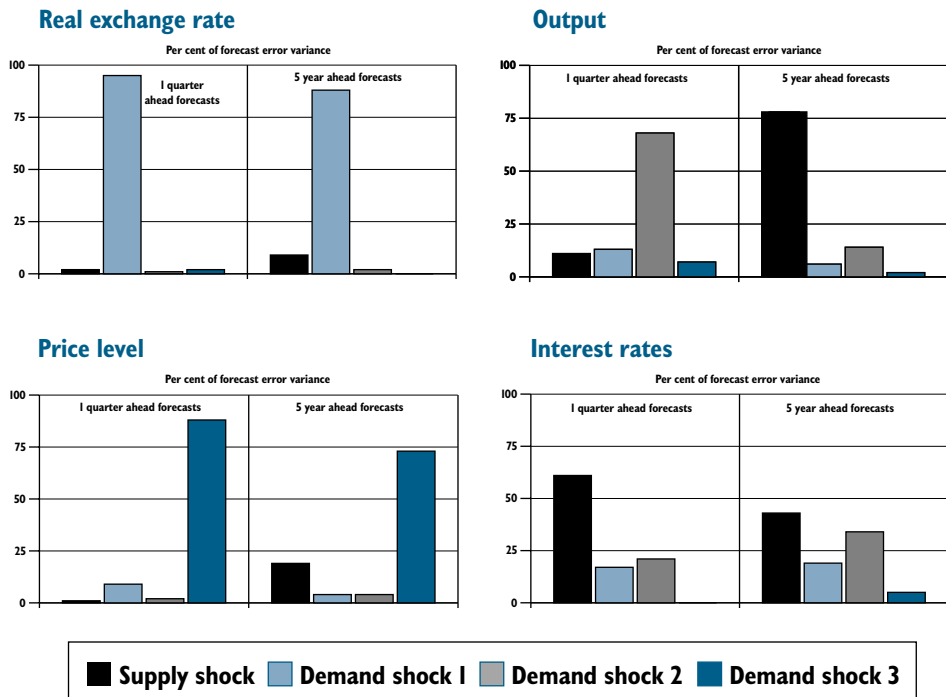 Real exchange rate
Per cent of forecast error variance
100
75
50
25
0
1 quarter
ahead forecasts
5 year ahead forecasts
Output
Per cent of forecast error variance
100
75
50
25
0
1 quarter ahead forecasts
5 year ahead forecasts
Price level
Per cent of forecast error variance
100
75
50
25
0
1 quarter ahead forecasts
5 year ahead forecasts
Interest rates
Per cent of forecast error variance
100
75
50
25
0
1 quarter ahead forecasts
5 year ahead forecasts
Supply shock Demand shock 1 Demand shock 2 Demand shock 3